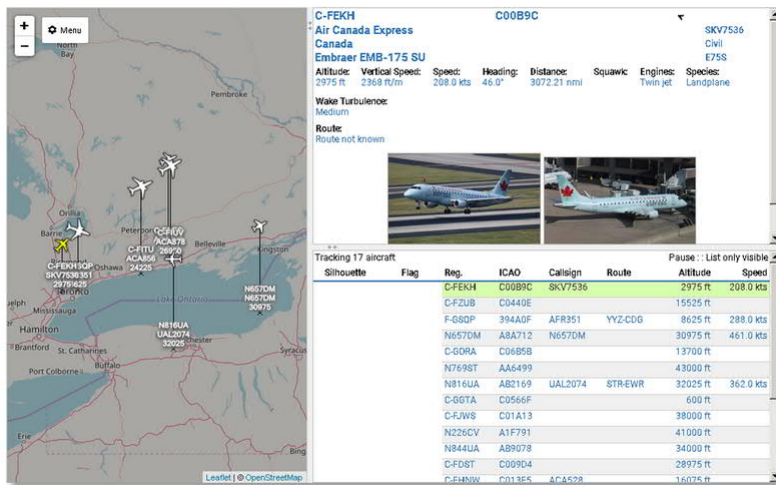 +
−
Menu
North Bay
Pembroke
Orillia
Barrie
Belleville
Kingston
Oshawa
C-FITU
ACA856
24225
ACA878
SKV7536
N657DM
N657DM
30975
Lake Ontario
Mississauga
Hamilton
Brantford
St. Catharines
N816UA
UAL2074
32025
Port Colborne
Buffalo
Erie
Leaflet | © OpenStreetMap
C-FEKH C00B9C
Air Canada Express SKV7536
Canada Civil
Embraer EMB-175 SU E75S
Altitude: Vertical Speed: Speed: Heading: Distance: Squawk: Engines: Species:
2975 ft 2368 ft/m 208.0 kts 46.0° 3072.21 nmi Twin jet Landplane
Wake Turbulence:
Medium
Route:
Route not known
Tracking 17 aircraft Pause : : List only visible
Silhouette Flag Reg. ICAO Callsign Route Altitude Speed
C-FEKH C00B9C SKV7536 2975 ft 208.0 kts
C-FZUB C0440E 15525 ft
F-GSQP 394A0F AFR351 YYZ-CDG 8625 ft 288.0 kts
N657DM A8A712 N657DM 30975 ft 461.0 kts
C-GORA C06B5B 13700 ft
N769ST AA6499 43000 ft
N816UA AB2169 UAL2074 STR-EWR 32025 ft 362.0 kts
C-GGTA C0566F 600 ft
C-FJWS C01A13 38000 ft
N226CV A1F791 41000 ft
N844UA AB9078 34000 ft
C-FDST C009D4 28975 ft
C-FHNW C013E5 ACA528 16075 ft